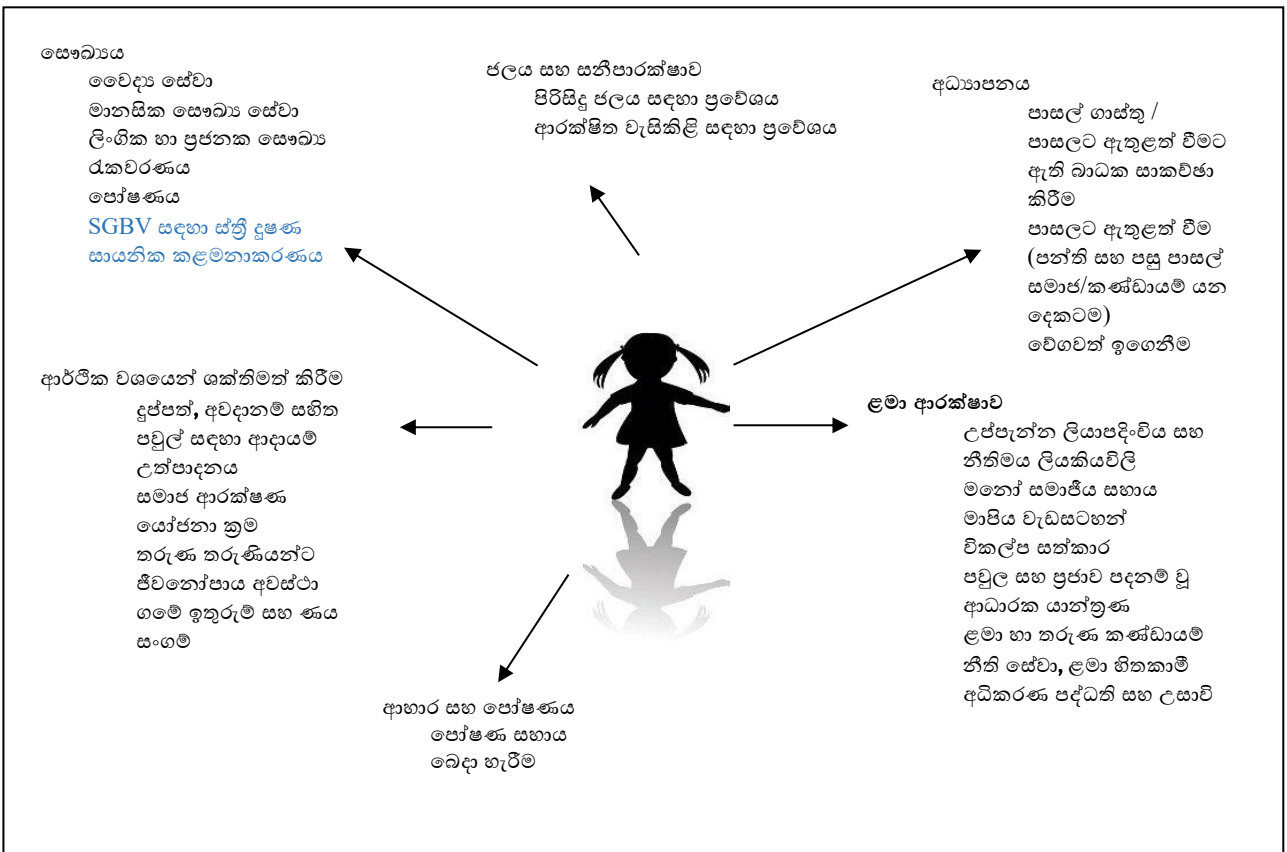 සෞඛ්‍යය
වෛද්‍ය සේවා
මානසික සෞඛ්‍ය සේවා
ලිංගික හා ප්‍රජනක සෞඛ්‍ය
රැකවරණය
පෝෂණය
SGBV සඳහා ස්ත්‍රී දූෂණ
සායනික කළමනාකරණය
ජලය සහ සනීපාරක්ෂාව
පිරිසිදු ජලය සඳහා ප්‍රවේශය
ආරක්ෂිත වැසිකිළි සඳහා ප්‍රවේශය
අධ්‍යාපනය
පාසල් ගාස්තු /
පාසලට ඇතුළත් වීමට
ඇති බාධක සාකච්ඡා
කිරීම
පාසලට ඇතුළත් වීම
(පන්ති සහ පසු පාසල්
සමාජ/කණ්ඩායම් යන
දෙකටම)
වේගවත් ඉගෙනීම
ආර්ථික වශයෙන් ශක්තිමත් කිරීම
දුප්පත්, අවදානම් සහිත
පවුල් සඳහා ආදායම්
උත්පාදනය
සමාජ ආරක්ෂණ
යෝජනා ක්‍රම
තරුණ තරුණියන්ට
ජීවනෝපාය අවස්ථා
ගමේ ඉතුරුම් සහ ණය
සංගම්
ළමා ආරක්ෂාව
උප්පැන්න ලියාපදිංචිය සහ
නීතිමය ලියකියවිලි
මනෝ සමාජීය සහාය
මාපිය වැඩසටහන්
විකල්ප සත්කාර
පවුල සහ ප්‍රජාව පදනම් වූ
ආධාරක යාන්ත්‍රණ
ළමා හා තරුණ කණ්ඩායම්
නීති සේවා, ළමා හිතකාමී
අධිකරණ පද්ධති සහ උසාවි
ආහාර සහ පෝෂණය
පෝෂණ සහාය
බෙදා හැරීම